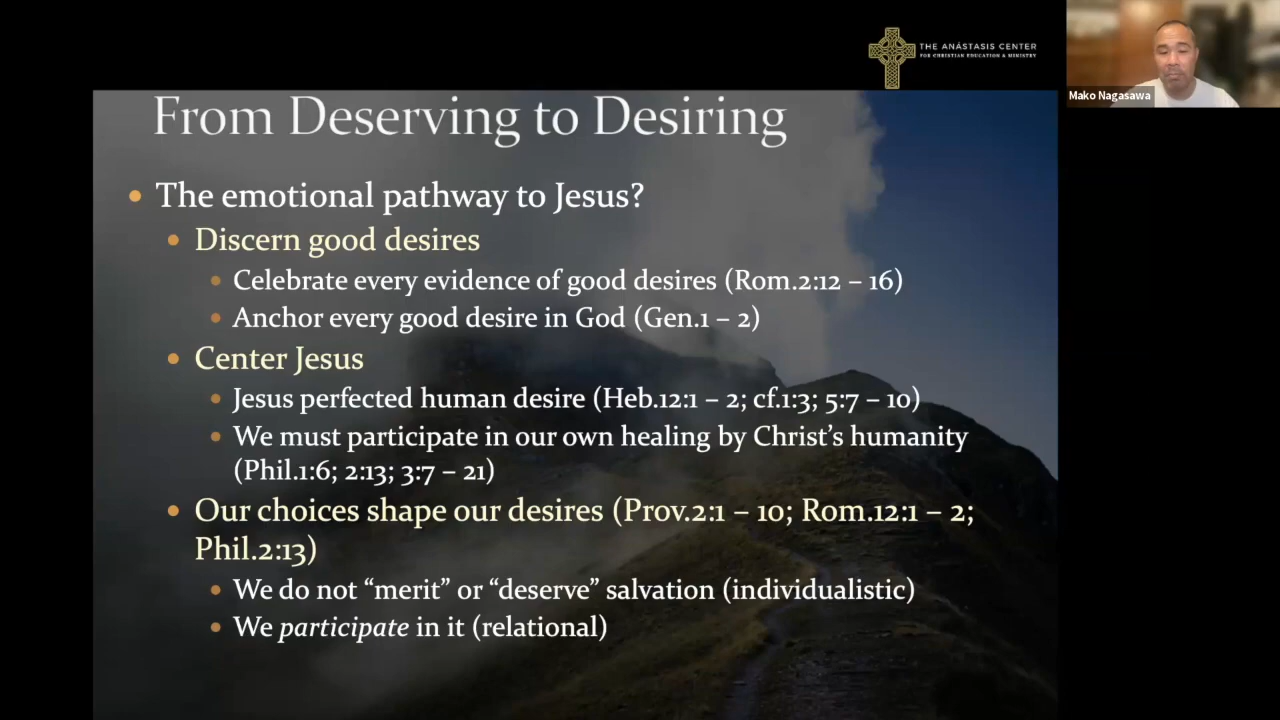 THE ANÁSTASIS CENTER
FOR CHRISTIAN EDUCATION & MINISTRY
Mako Nagasawa
From Deserving to Desiring
• The emotional pathway to Jesus?
• Discern good desires
• Celebrate every evidence of good desires (Rom.2:12 – 16)
• Anchor every good desire in God (Gen.1 – 2)
• Center Jesus
• Jesus perfected human desire (Heb.12:1 – 2; cf.1:3; 5:7 – 10)
• We must participate in our own healing by Christ’s humanity
(Phil.1:6; 2:13; 3:7 – 21)
• Our choices shape our desires (Prov.2:1 – 10; Rom.12:1 – 2;
Phil.2:13)
• We do not “merit” or “deserve” salvation (individualistic)
• We participate in it (relational)